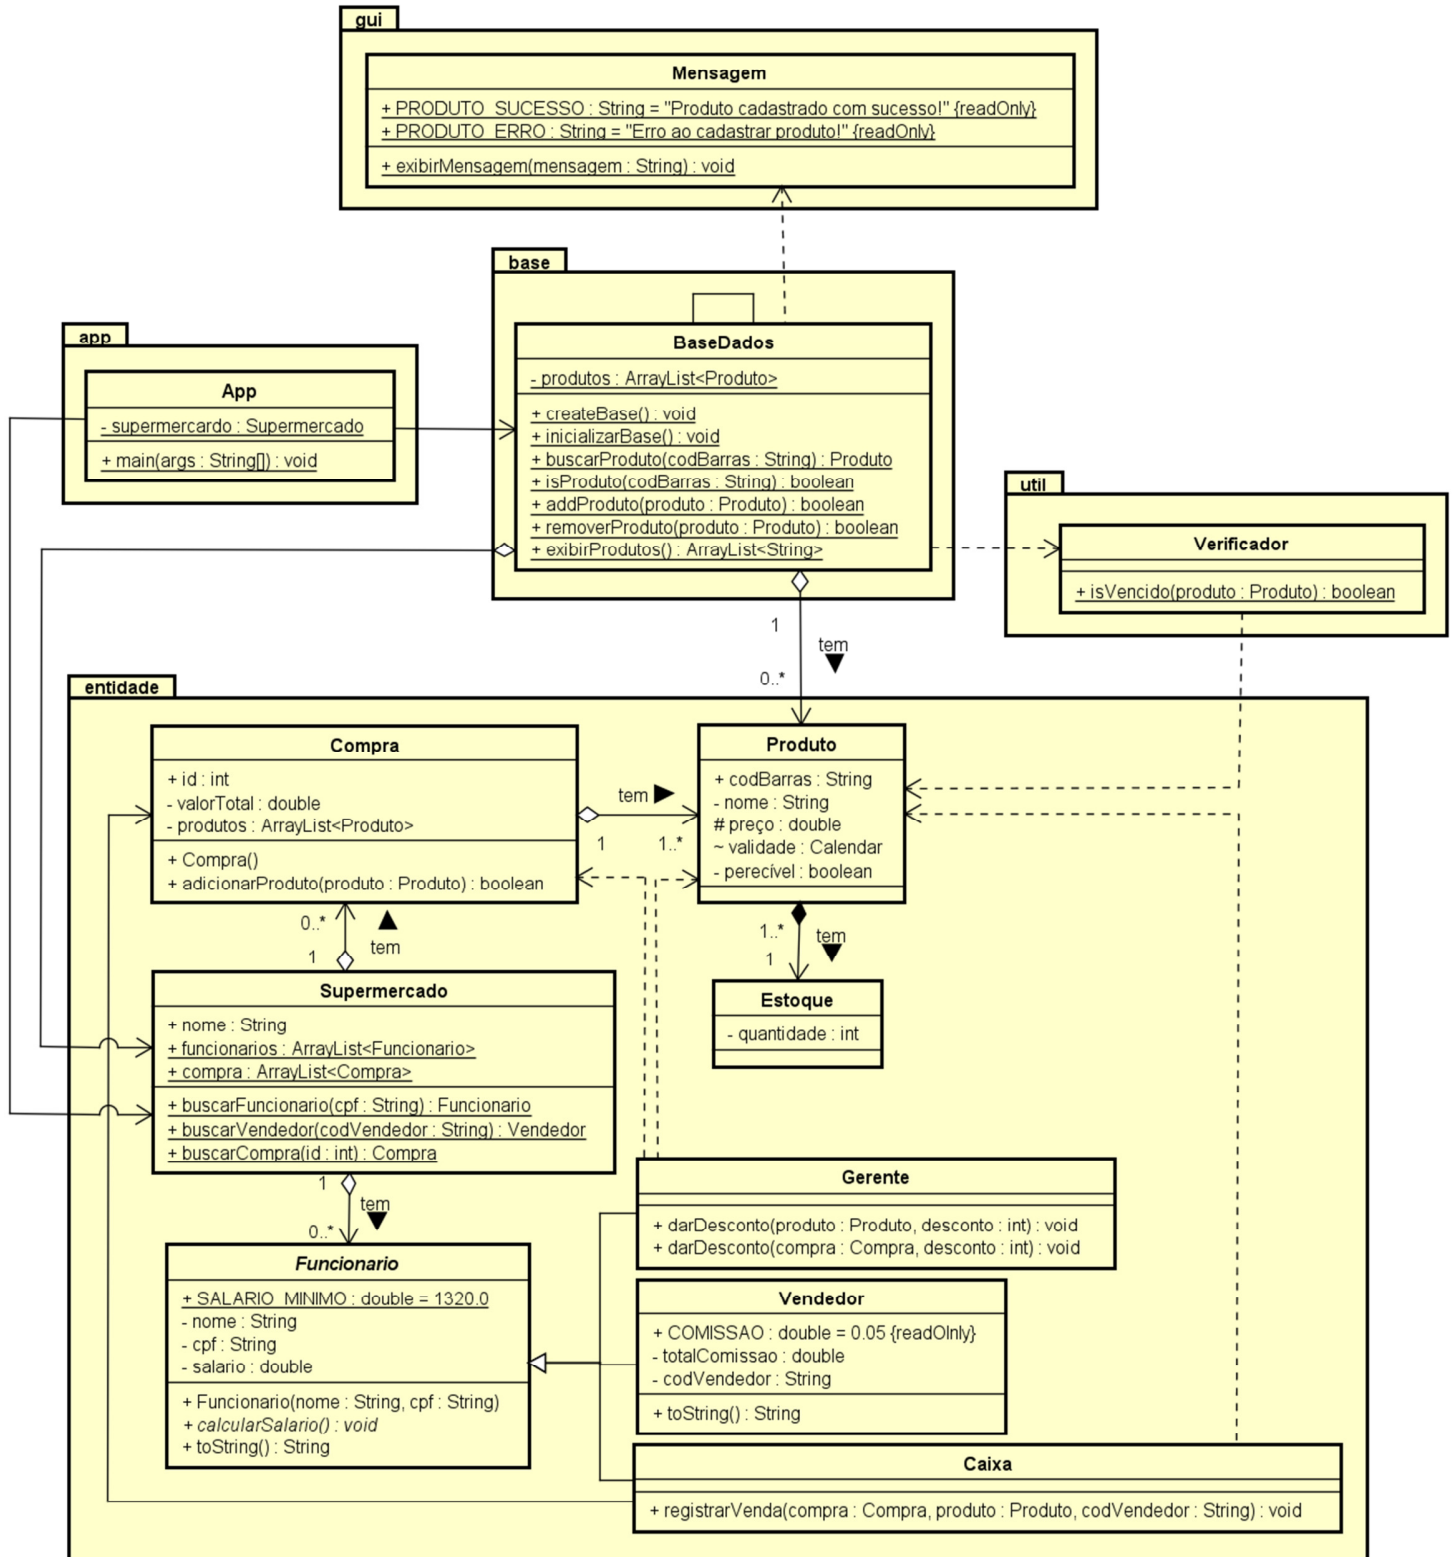 gui
Mensagem
+ PRODUTO_SUCESSO : String = "Produto cadastrado com sucesso!" {readOnly}
+ PRODUTO_ERRO : String = "Erro ao cadastrar produto!" {readOnly}
+ exibirMensagem(mensagem : String) : void
base
BaseDados
- produtos : ArrayList<Produto>
+ createBase() : void
+ inicializarBase() : void
+ buscarProduto(codBarras : String) : Produto
+ isProduto(codBarras : String) : boolean
+ addProduto(produto : Produto) : boolean
+ removerProduto(produto : Produto) : boolean
+ exibirProdutos() : ArrayList<String>
app
App
- supermercardo : Supermercado
+ main(args : String[]) : void
util
Verificador
+ isVencido(produto : Produto) : boolean
1
tem
0..*
entidade
Compra
+ id : int
- valorTotal : double
- produtos : ArrayList<Produto>
+ Compra()
+ adicionarProduto(produto : Produto) : boolean
tem
1
1..*
Produto
+ codBarras : String
- nome : String
# preço : double
~ validade : Calendar
- perecível : boolean
0..*
tem
1
1..*
tem
1
Estoque
- quantidade : int
Supermercado
+ nome : String
+ funcionarios : ArrayList<Funcionario>
+ compra : ArrayList<Compra>
+ buscarFuncionario(cpf : String) : Funcionario
+ buscarVendedor(codVendedor : String) : Vendedor
+ buscarCompra(id : int) : Compra
1
tem
0..*
Funcionario
+ SALARIO_MINIMO : double = 1320.0
- nome : String
- cpf : String
- salario : double
+ Funcionario(nome : String, cpf : String)
+ calcularSalario() : void
+ toString() : String
Gerente
+ darDesconto(produto : Produto, desconto : int) : void
+ darDesconto(compra : Compra, desconto : int) : void
Vendedor
+ COMISSAO : double = 0.05 {readOlnly}
- totalComissao : double
- codVendedor : String
+ toString() : String
Caixa
+ registrarVenda(compra : Compra, produto : Produto, codVendedor : String) : void